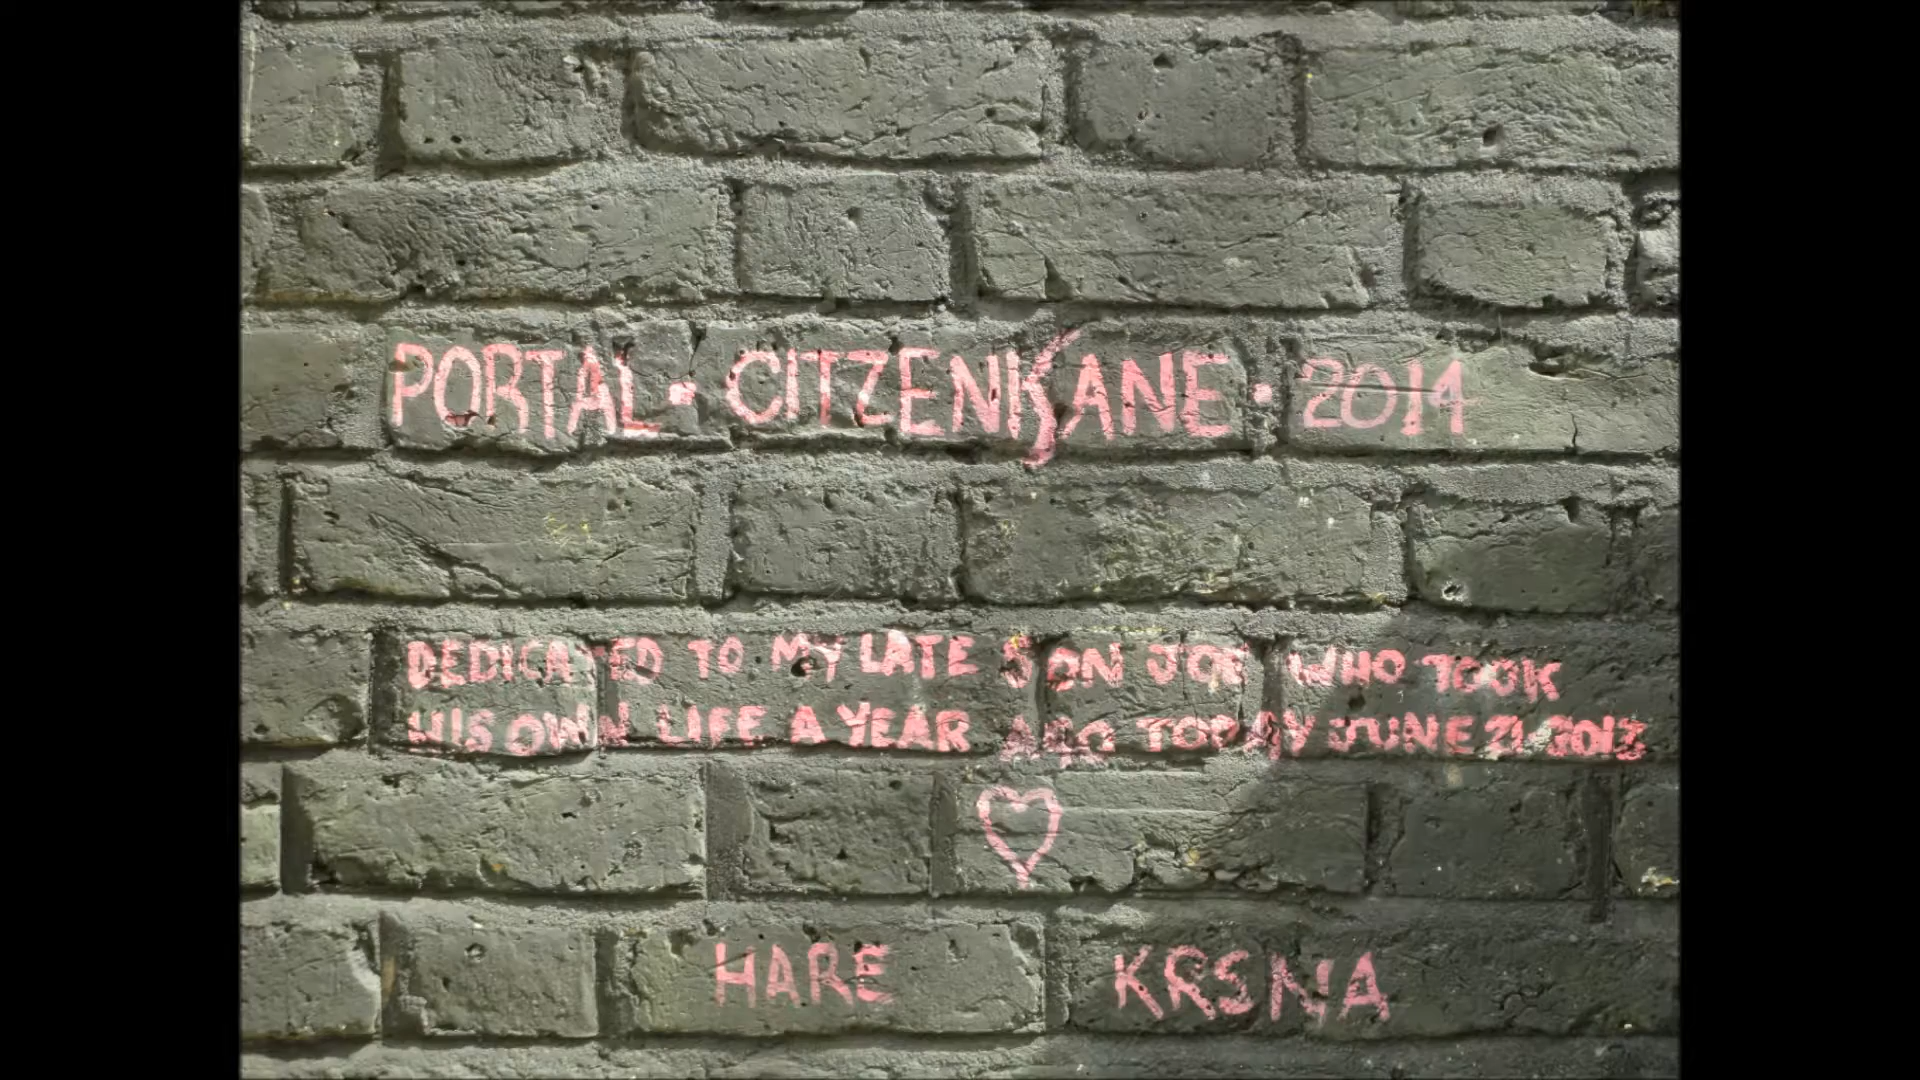 PORTAL • CITZENKANE • 2014
DEDICATED TO MY LATE SON JOE WHO TOOK
HIS OWN LIFE A YEAR AGO TODAY JUNE 21 2013
HARE KRSNA